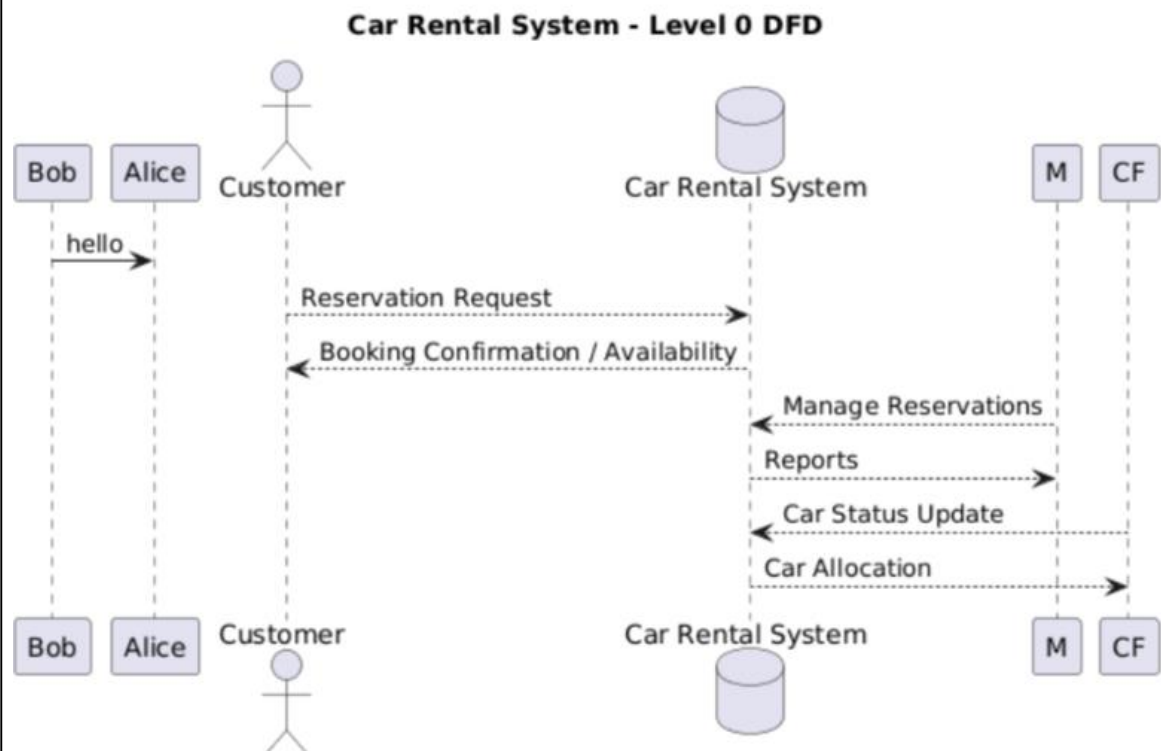 Car Rental System - Level 0 DFD
Bob
Alice
Customer
Car Rental System
M
CF
hello
Reservation Request
Booking Confirmation / Availability
Manage Reservations
Reports
Car Status Update
Car Allocation
Bob
Alice
Customer
Car Rental System
M
CF